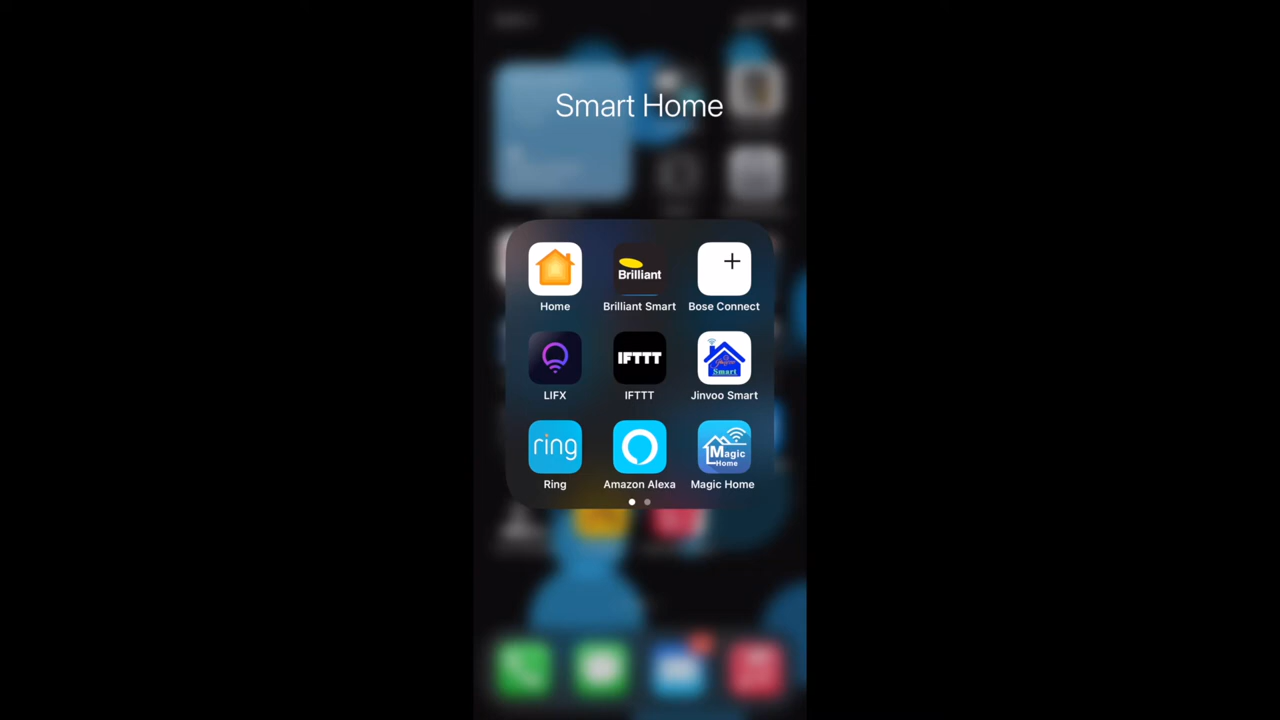 Smart Home
Brilliant
+
IFTTT
Smart
ring
Magic
Home
Home
Brilliant Smart
Bose Connect
LIFX
IFTTT
Jinvoo Smart
Ring
Amazon Alexa
Magic Home